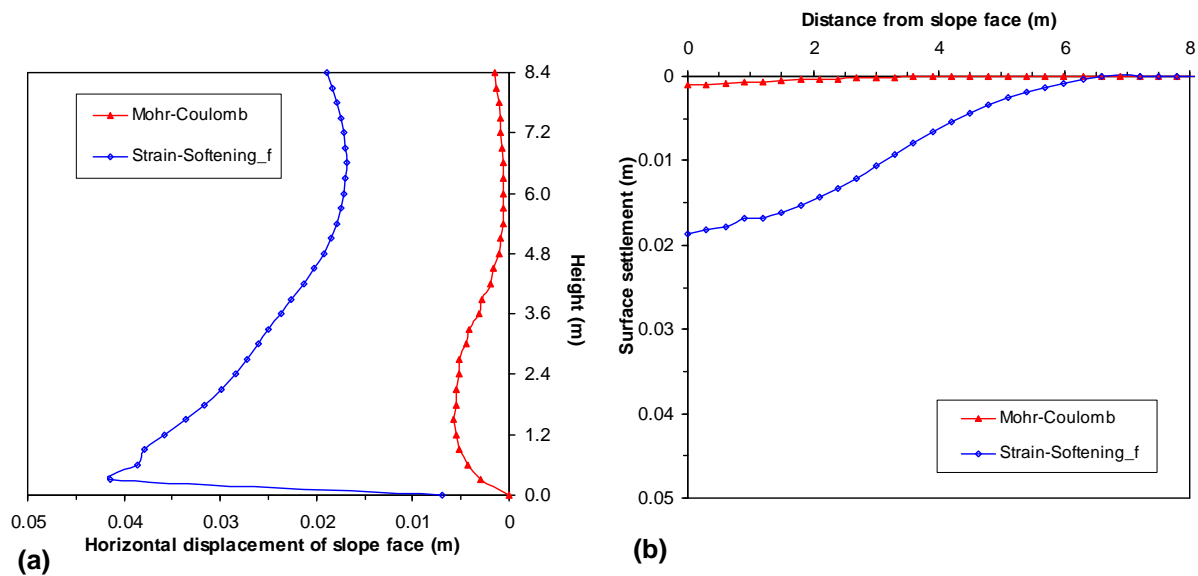 8.4
7.2
6.0
4.8
3.6
2.4
1.2
0.0
Height (m)
Mohr-Coulomb
Strain-Softening_f
0.05 0.04 0.03 0.02 0.01 0
Horizontal displacement of slope face (m)
(a)
Distance from slope face (m)
0 2 4 6 8
0
0.01
0.02
0.03
0.04
0.05
Surface settlement (m)
Mohr-Coulomb
Strain-Softening_f
(b)